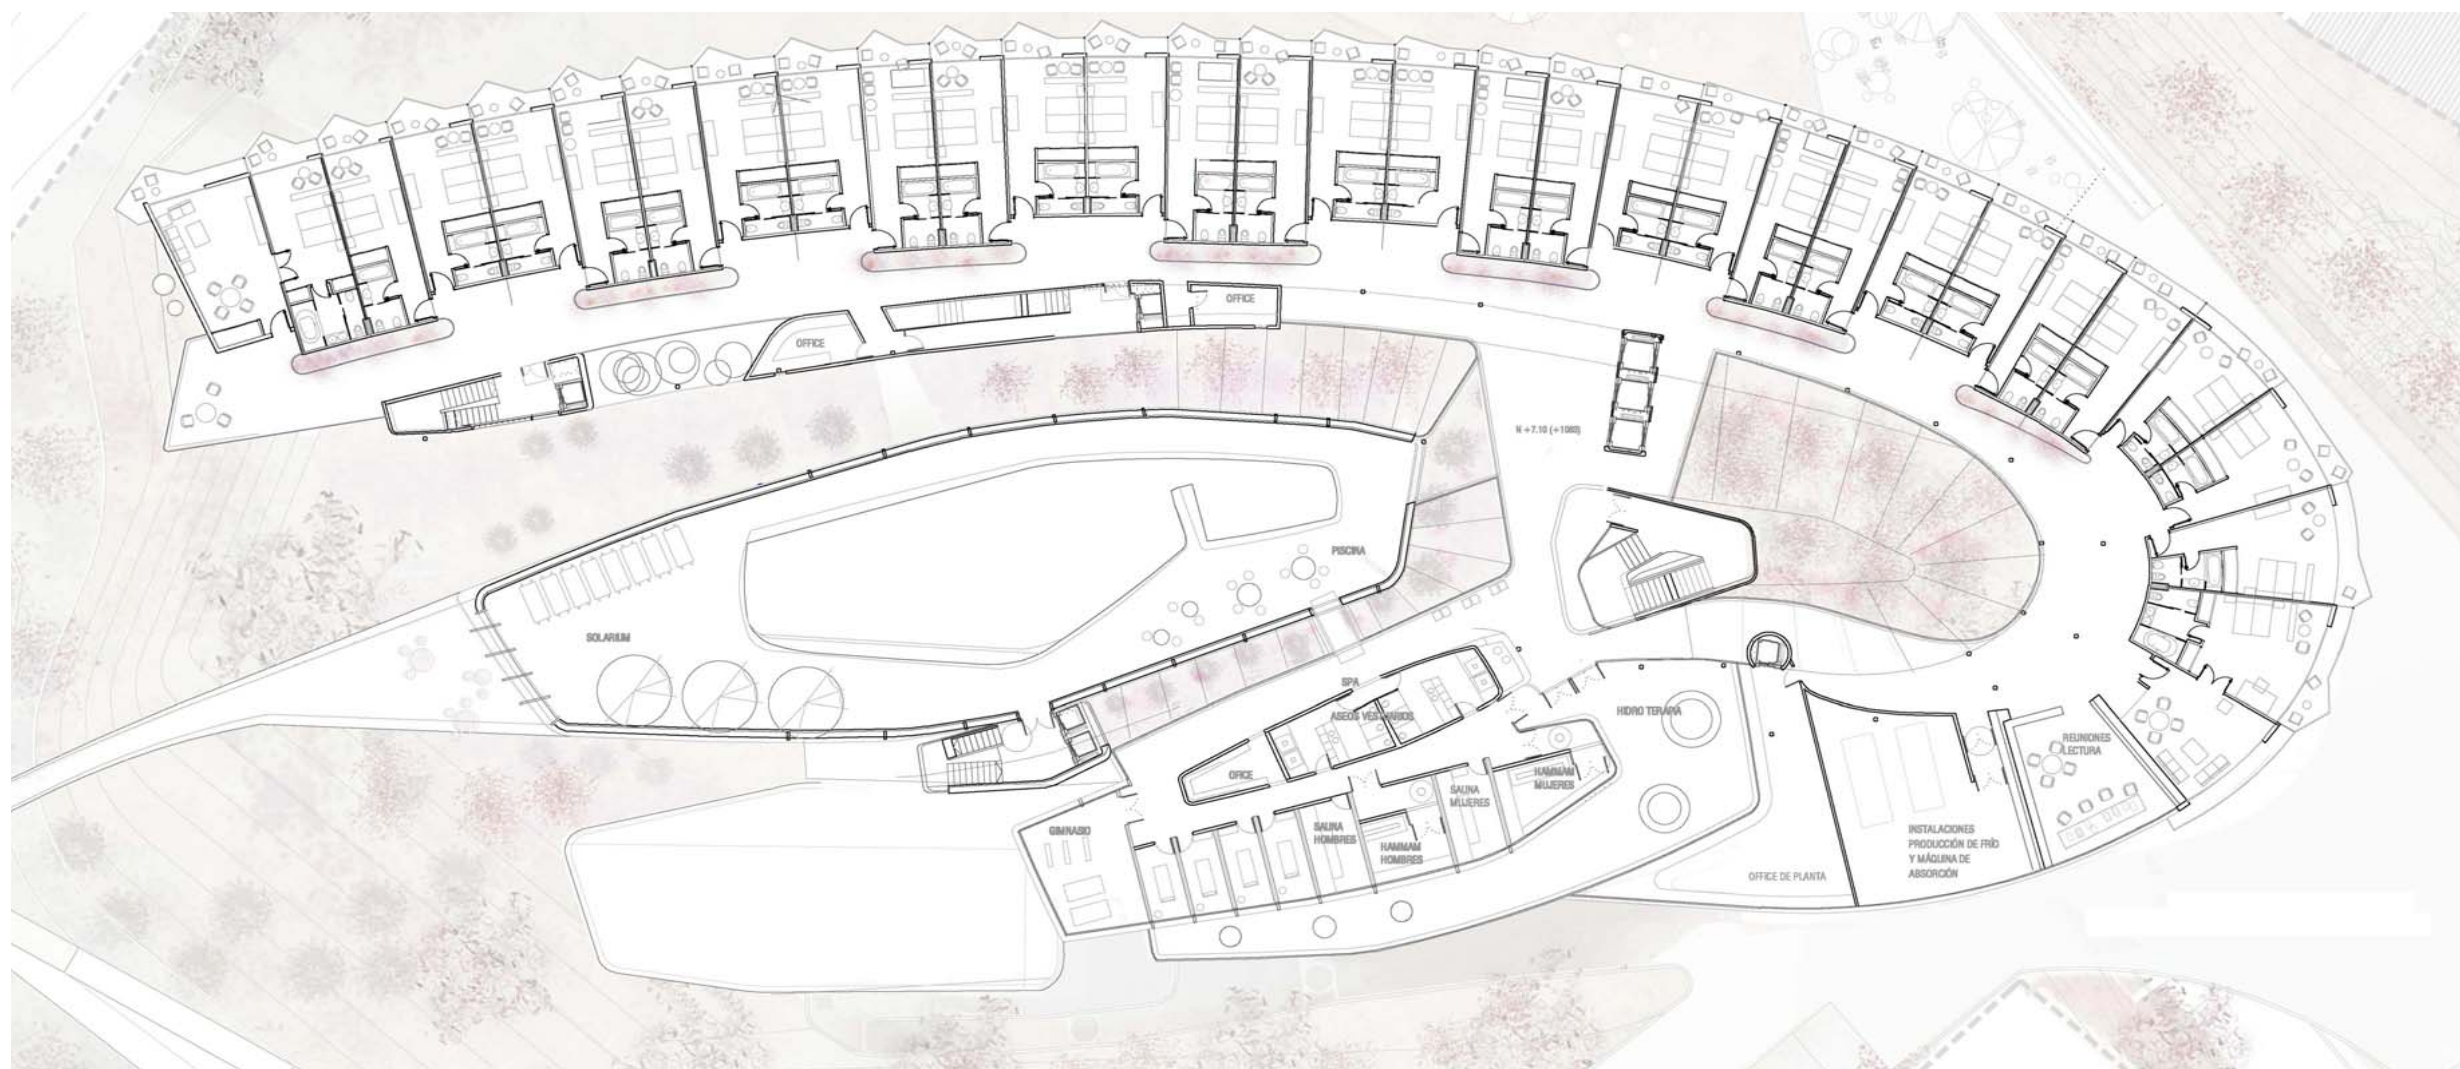 OFFICE
OFFICE
N +7.10 (+1083)
PISCINA
SOLARIUM
SPA
ASEOS VESTUARIOS
HIDRO TERAPIA
OFICE
GIMNASIO
SAUNA
HOMBRES
HAMMAM
HOMBRES
SAUNA
MUJERES
HAMMAM
MUJERES
REUNIONES
LECTURA
INSTALACIONES
PRODUCCIÓN DE FRÍO
Y MÁQUINA DE
ABSORCIÓN
OFFICE DE PLANTA